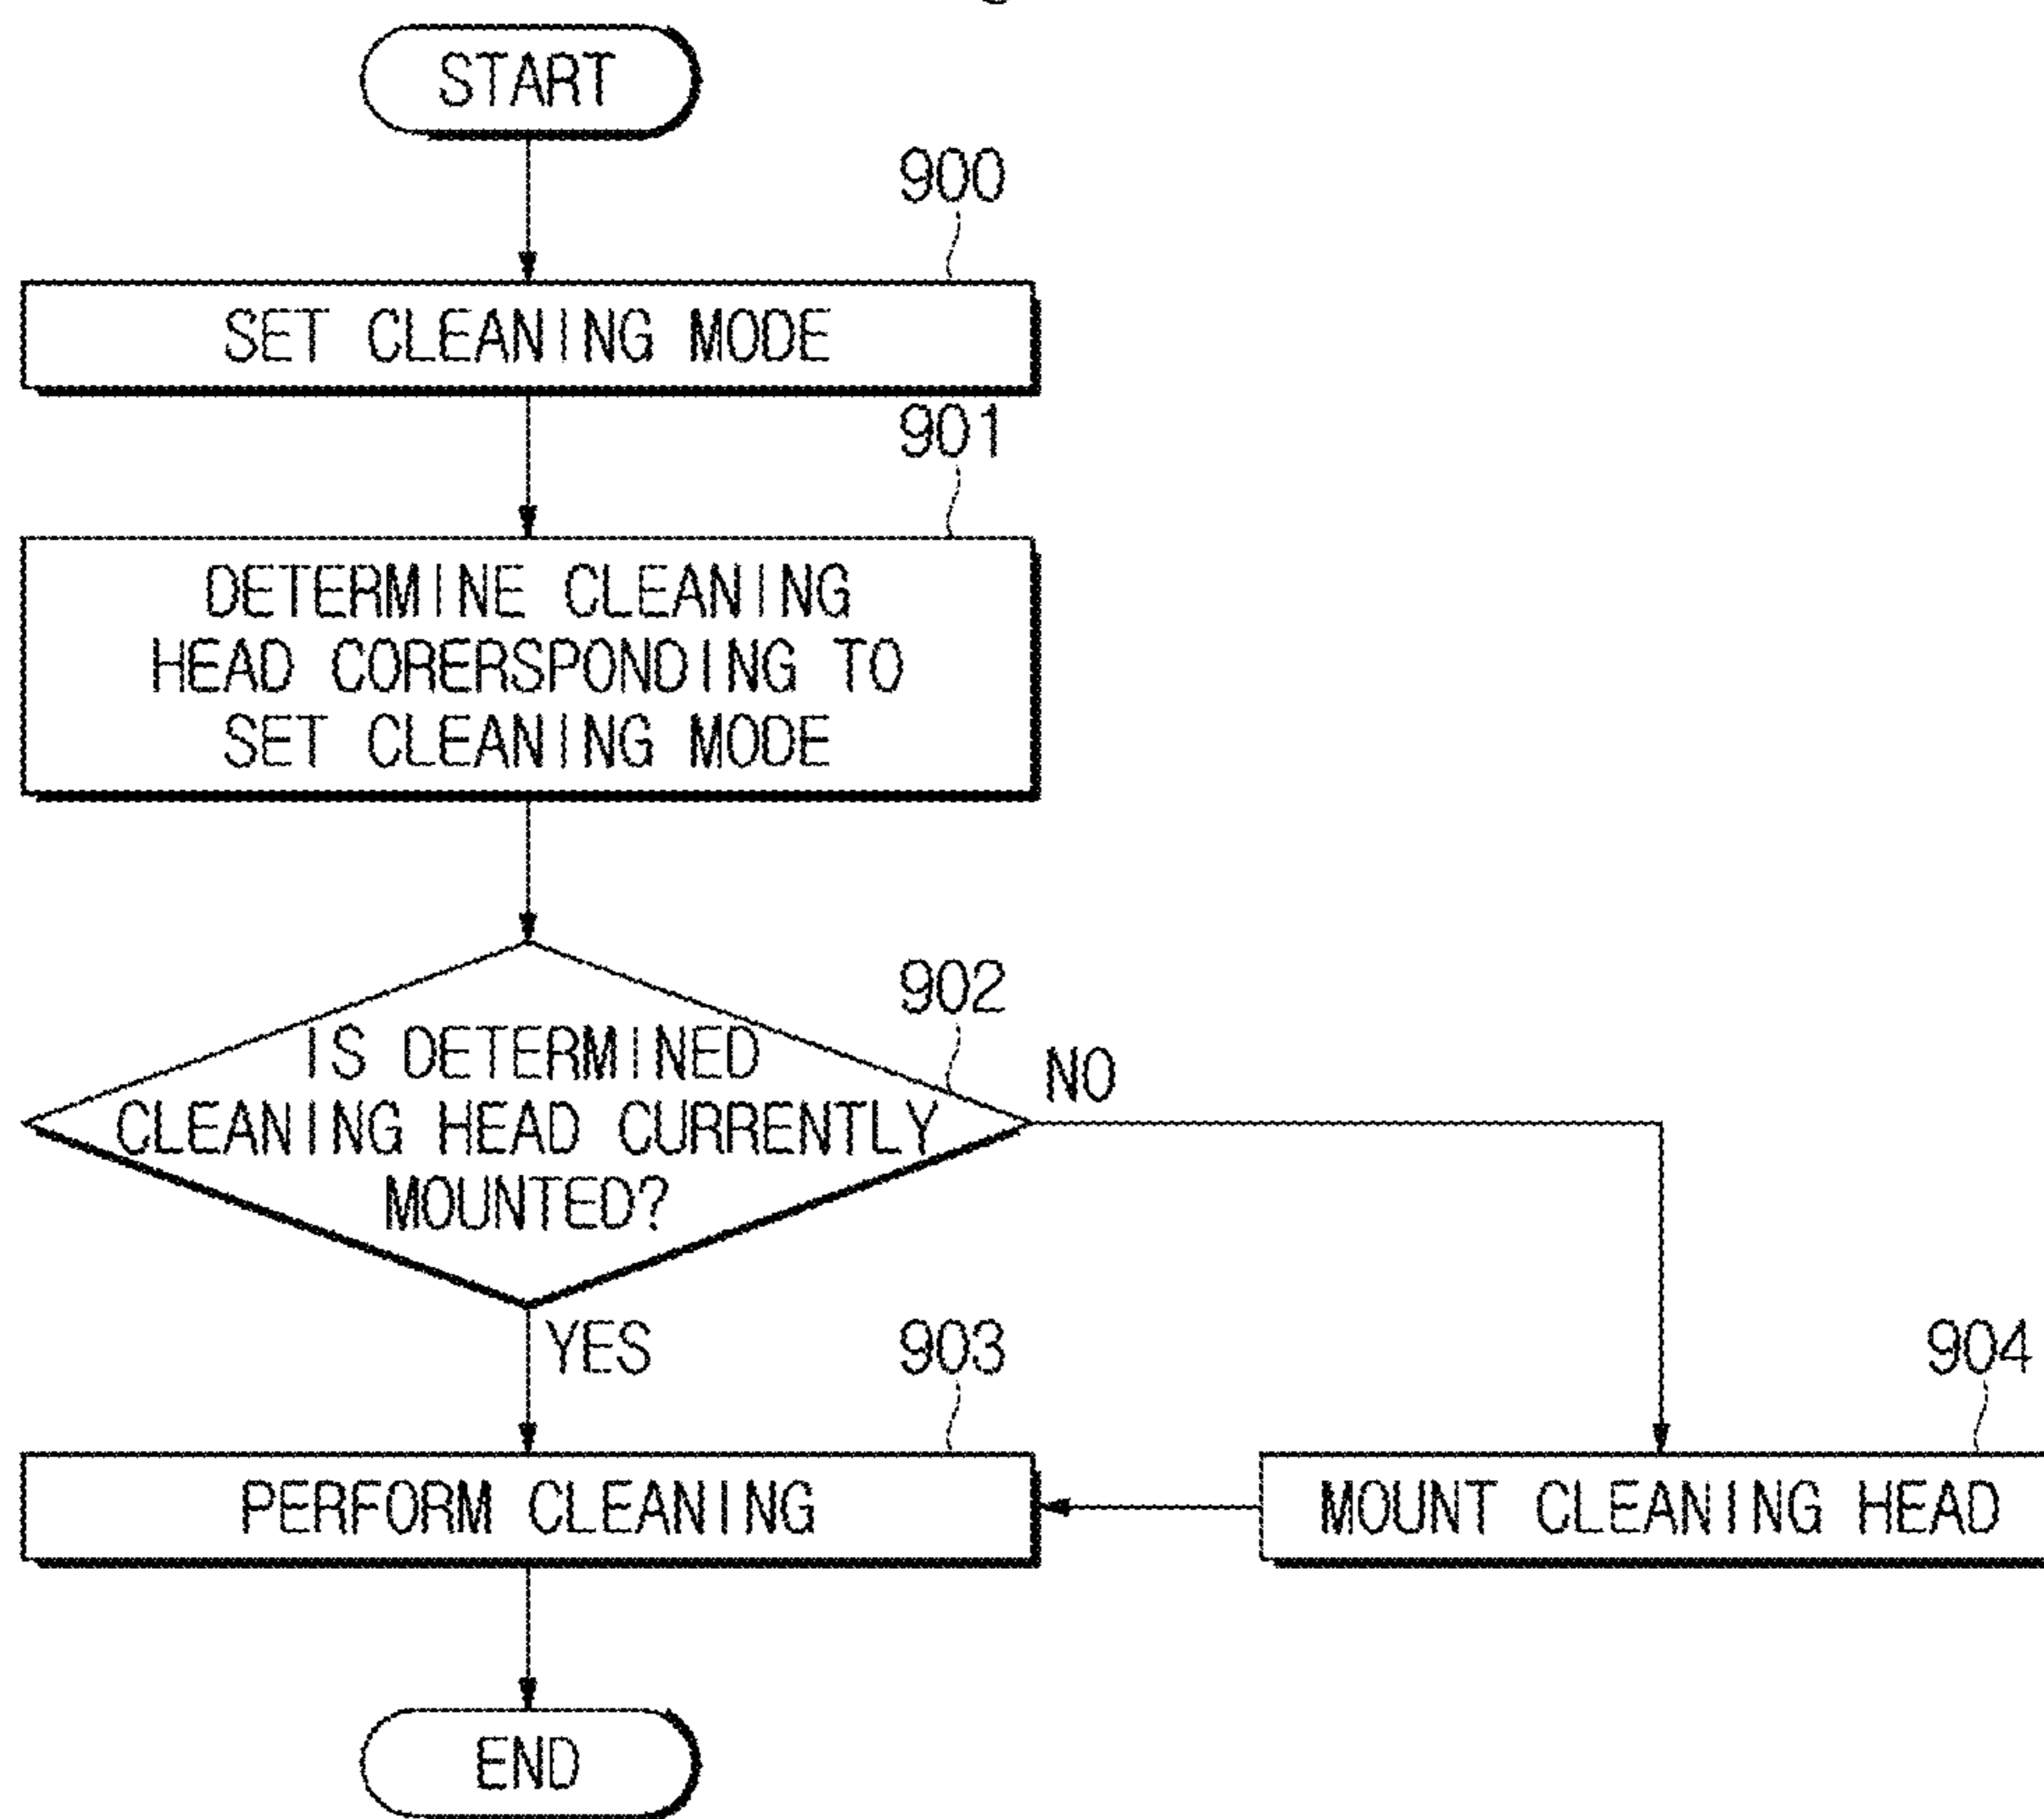 START
900
SET CLEANING MODE
901
DETERMINE CLEANING
HEAD CORERSPONDING TO
SET CLEANING MODE
902
IS DETERMINED
CLEANING HEAD CURRENTLY
MOUNTED?
NO
YES
903
904
PERFORM CLEANING
MOUNT CLEANING HEAD
END